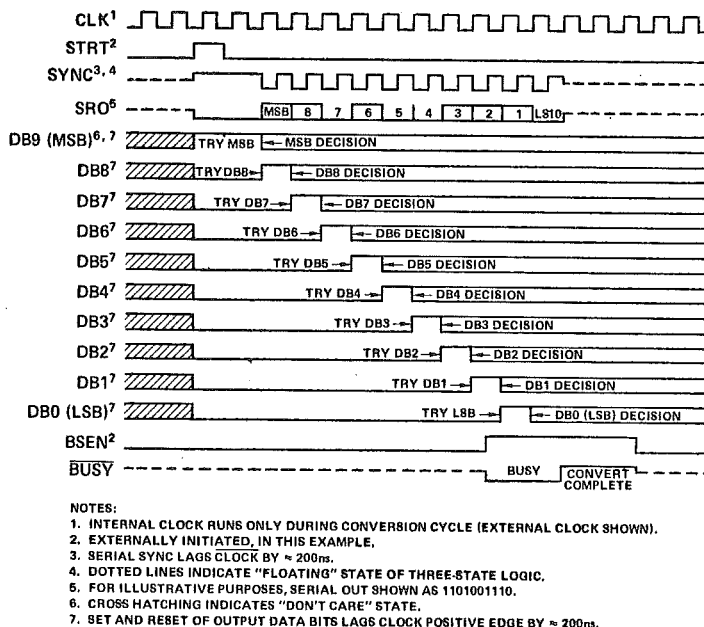 CLK¹
STRT²
SYNC³,⁴
SRO⁵
MSB 8 7 6 5 4 3 2 1 LS10
DB9 (MSB)⁶,⁷ TRY MSB MSB DECISION
DB8⁷ TRY DB8 DB8 DECISION
DB7⁷ TRY DB7 DB7 DECISION
DB6⁷ TRY DB6 DB6 DECISION
DB5⁷ TRY DB5 DB5 DECISION
DB4⁷ TRY DB4 DB4 DECISION
DB3⁷ TRY DB3 DB3 DECISION
DB2⁷ TRY DB2 DB2 DECISION
DB1⁷ TRY DB1 DB1 DECISION
DB0 (LSB)⁷ TRY LSB DB0 (LSB) DECISION
BSEN²
BUSY BUSY CONVERT
COMPLETE
NOTES:
1. INTERNAL CLOCK RUNS ONLY DURING CONVERSION CYCLE (EXTERNAL CLOCK SHOWN).
2. EXTERNALLY INITIATED, IN THIS EXAMPLE.
3. SERIAL SYNC LAGS CLOCK BY ≈ 200ns.
4. DOTTED LINES INDICATE "FLOATING" STATE OF THREE-STATE LOGIC.
5. FOR ILLUSTRATIVE PURPOSES, SERIAL OUT SHOWN AS 1101001110.
6. CROSS HATCHING INDICATES "DON'T CARE" STATE.
7. SET AND RESET OF OUTPUT DATA BITS LAGS CLOCK POSITIVE EDGE BY ≈ 200ns.